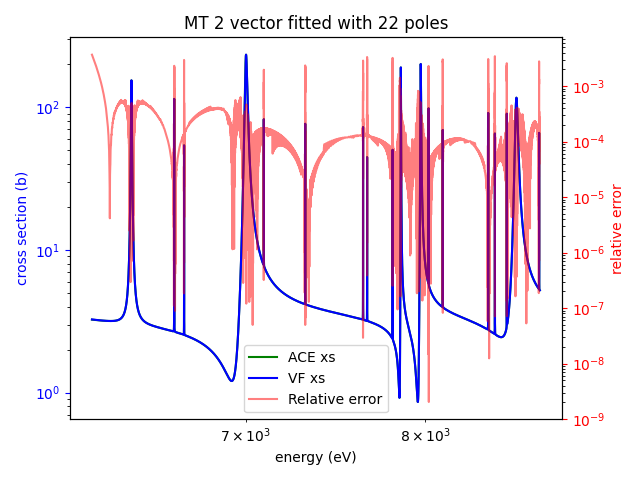 MT 2 vector fitted with 22 poles
10²
10¹
10⁰
cross section (b)
10⁻³
10⁻⁴
10⁻⁵
10⁻⁶
10⁻⁷
10⁻⁸
10⁻⁹
relative error
ACE xs
VF xs
Relative error
7 × 10³
8 × 10³
energy (eV)